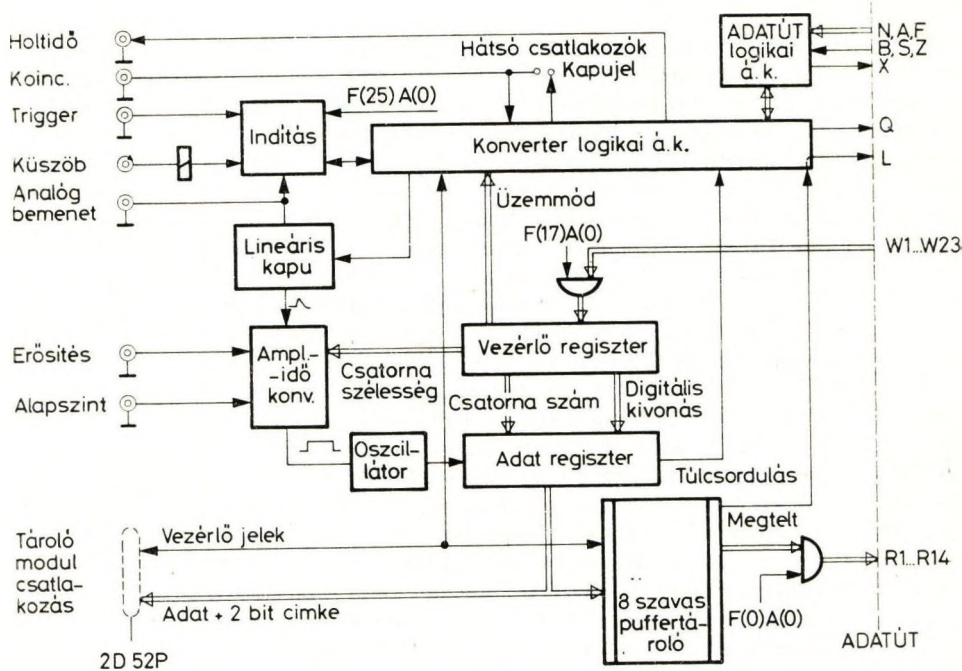 Holtidő
Koinc.
Trigger
Küszöb
Analóg
bemenet
Erősítés
Alapszint
Tároló
modul
csatla-
kozás
2D 52P
Hátsó csatlakozók
Kapujel
F(25) A(0)
Indítás
Konverter logikai á.k.
ADATÚT
logikai
á.k.
N,A,F
B,S,Z
X
Q
L
Üzemmód
F(17)A(0)
W1...W23
Lineáris
kapu
Ampl.-
-idő
konv.
Csatorna
szélesség
Vezérlő regiszter
Csatorna szám
Digitális
kivonás
Oszcil-
látor
Adat regiszter
Túlcsordulás
Vezérlő jelek
Adat + 2 bit cimke
8 szavas
puffertá-
roló
Megtelt
F(0)A(0)
R1...R14
ADATÚT